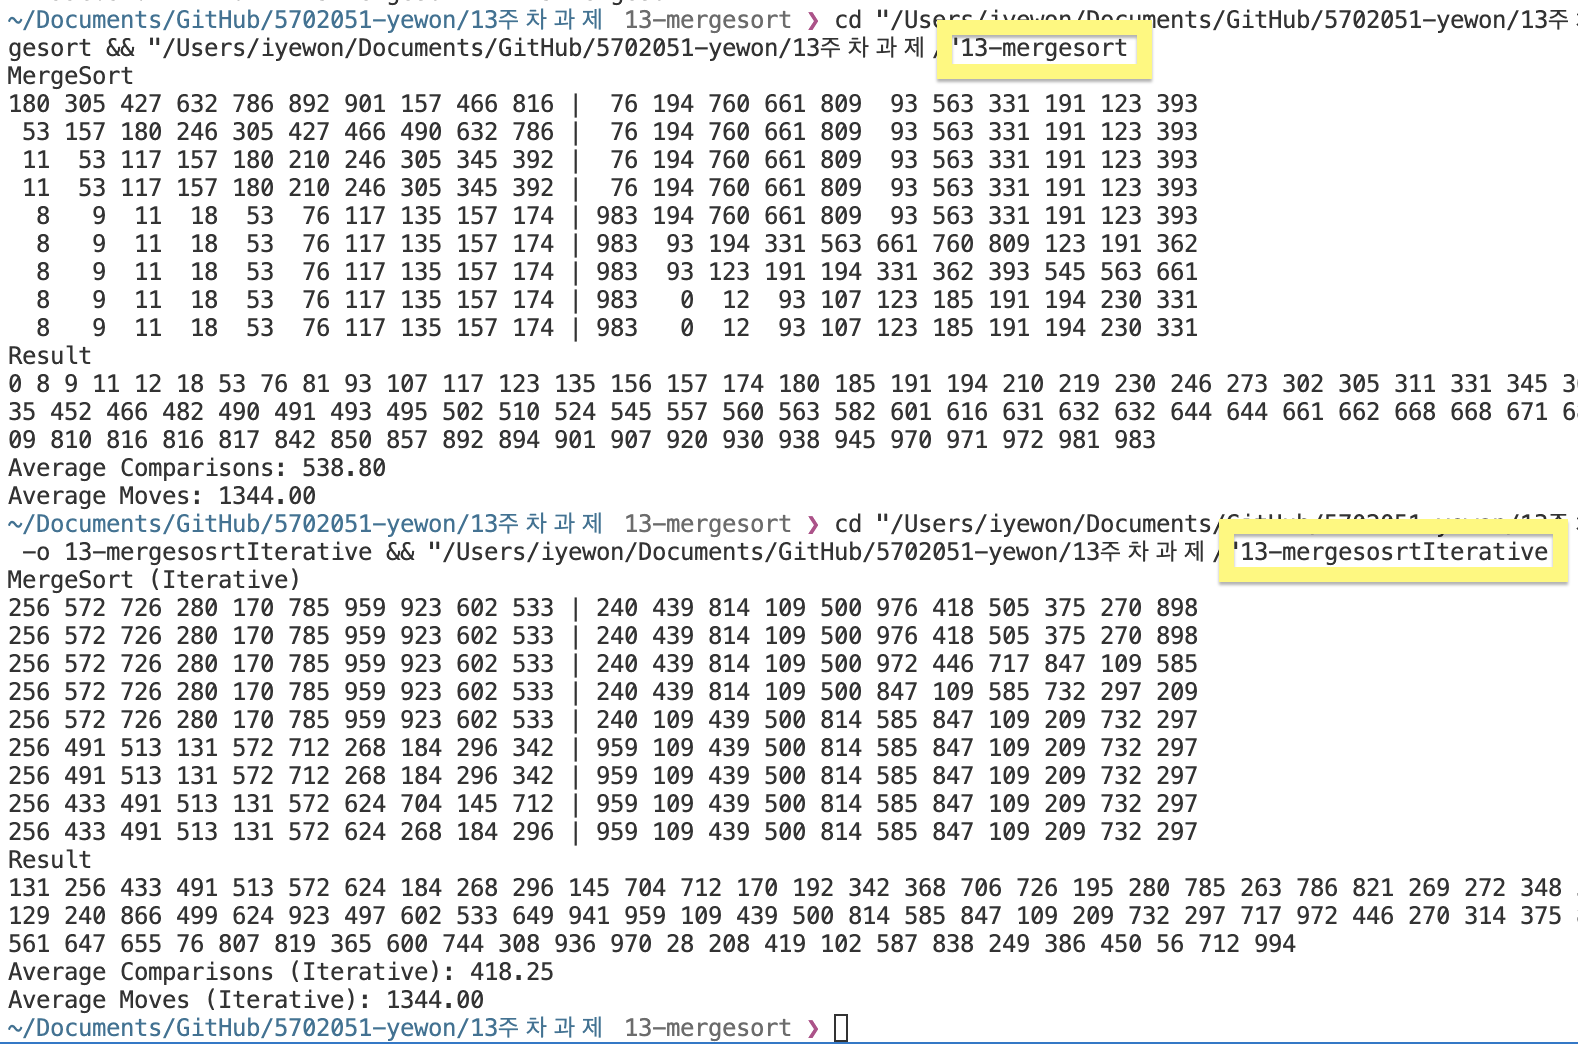 ~/Documents/GitHub/5702051-yewon/13주차과제 13-mergesort ❯ cd "/Users/iyewon/Documents/GitHub/5702051-yewon/13주
gesort && "/Users/iyewon/Documents/GitHub/5702051-yewon/13주차과제/"13-mergesort
MergeSort
180 305 427 632 786 892 901 157 466 816 |  76 194 760 661 809  93 563 331 191 123 393
 53 157 180 246 305 427 466 490 632 786 |  76 194 760 661 809  93 563 331 191 123 393
 11  53 117 157 180 210 246 305 345 392 |  76 194 760 661 809  93 563 331 191 123 393
 11  53 117 157 180 210 246 305 345 392 |  76 194 760 661 809  93 563 331 191 123 393
  8   9  11  18  53  76 117 135 157 174 | 983 194 760 661 809  93 563 331 191 123 393
  8   9  11  18  53  76 117 135 157 174 | 983  93 194 331 563 661 760 809 123 191 362
  8   9  11  18  53  76 117 135 157 174 | 983  93 123 191 194 331 362 393 545 563 661
  8   9  11  18  53  76 117 135 157 174 | 983   0  12  93 107 123 185 191 194 230 331
  8   9  11  18  53  76 117 135 157 174 | 983   0  12  93 107 123 185 191 194 230 331
Result
0 8 9 11 12 18 53 76 81 93 107 117 123 135 156 157 174 180 185 191 194 210 219 230 246 273 302 305 311 331 345
35 452 466 482 490 491 493 495 502 510 524 545 557 560 563 582 601 616 631 632 632 644 644 661 662 668 668 671
09 810 816 816 817 842 850 857 892 894 901 907 920 930 938 945 970 971 972 981 983
Average Comparisons: 538.80
Average Moves: 1344.00
~/Documents/GitHub/5702051-yewon/13주차과제 13-mergesort ❯ cd "/Users/iyewon/Documents/GitHub/5702051-yewon/13주
 -o 13-mergesosrtIterative && "/Users/iyewon/Documents/GitHub/5702051-yewon/13주차과제/"13-mergesosrtIterative
MergeSort (Iterative)
256 572 726 280 170 785 959 923 602 533 | 240 439 814 109 500 976 418 505 375 270 898
256 572 726 280 170 785 959 923 602 533 | 240 439 814 109 500 976 418 505 375 270 898
256 572 726 280 170 785 959 923 602 533 | 240 439 814 109 500 972 446 717 847 109 585
256 572 726 280 170 785 959 923 602 533 | 240 439 814 109 500 847 109 585 732 297 209
256 572 726 280 170 785 959 923 602 533 | 240 109 439 500 814 585 847 109 209 732 297
256 491 513 131 572 712 268 184 296 342 | 959 109 439 500 814 585 847 109 209 732 297
256 491 513 131 572 712 268 184 296 342 | 959 109 439 500 814 585 847 109 209 732 297
256 433 491 513 131 572 624 704 145 712 | 959 109 439 500 814 585 847 109 209 732 297
256 433 491 513 131 572 624 268 184 296 | 959 109 439 500 814 585 847 109 209 732 297
Result
131 256 433 491 513 572 624 184 268 296 145 704 712 170 192 342 368 706 726 195 280 785 263 786 821 269 272 348
129 240 866 499 624 923 497 602 533 649 941 959 109 439 500 814 585 847 109 209 732 297 717 972 446 270 314 375
561 647 655 76 807 819 365 600 744 308 936 970 28 208 419 102 587 838 249 386 450 56 712 994
Average Comparisons (Iterative): 418.25
Average Moves (Iterative): 1344.00
~/Documents/GitHub/5702051-yewon/13주차과제 13-mergesort ❯